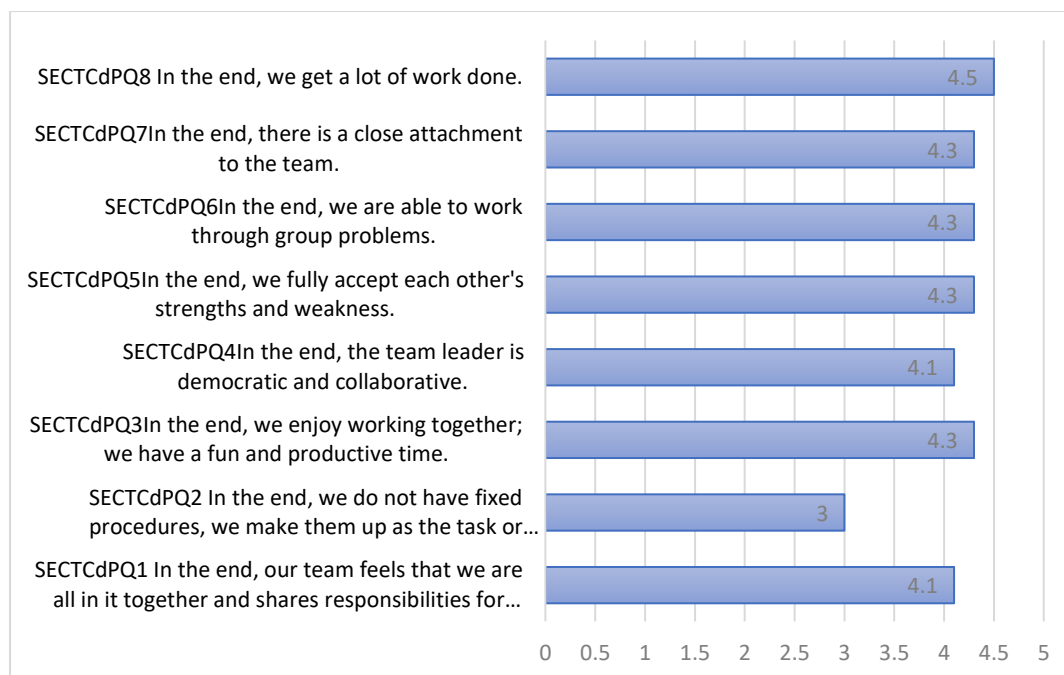 SECTCdPQ8 In the end, we get a lot of work done.
4.5
SECTCdPQ7In the end, there is a close attachment
to the team.
4.3
SECTCdPQ6In the end, we are able to work
through group problems.
4.3
SECTCdPQ5In the end, we fully accept each other's
strengths and weakness.
4.3
SECTCdPQ4In the end, the team leader is
democratic and collaborative.
4.1
SECTCdPQ3In the end, we enjoy working together;
we have a fun and productive time.
4.3
SECTCdPQ2 In the end, we do not have fixed
procedures, we make them up as the task or...
3
SECTCdPQ1 In the end, our team feels that we are
all in it together and shares responsibilities for...
4.1
0 0.5 1 1.5 2 2.5 3 3.5 4 4.5 5